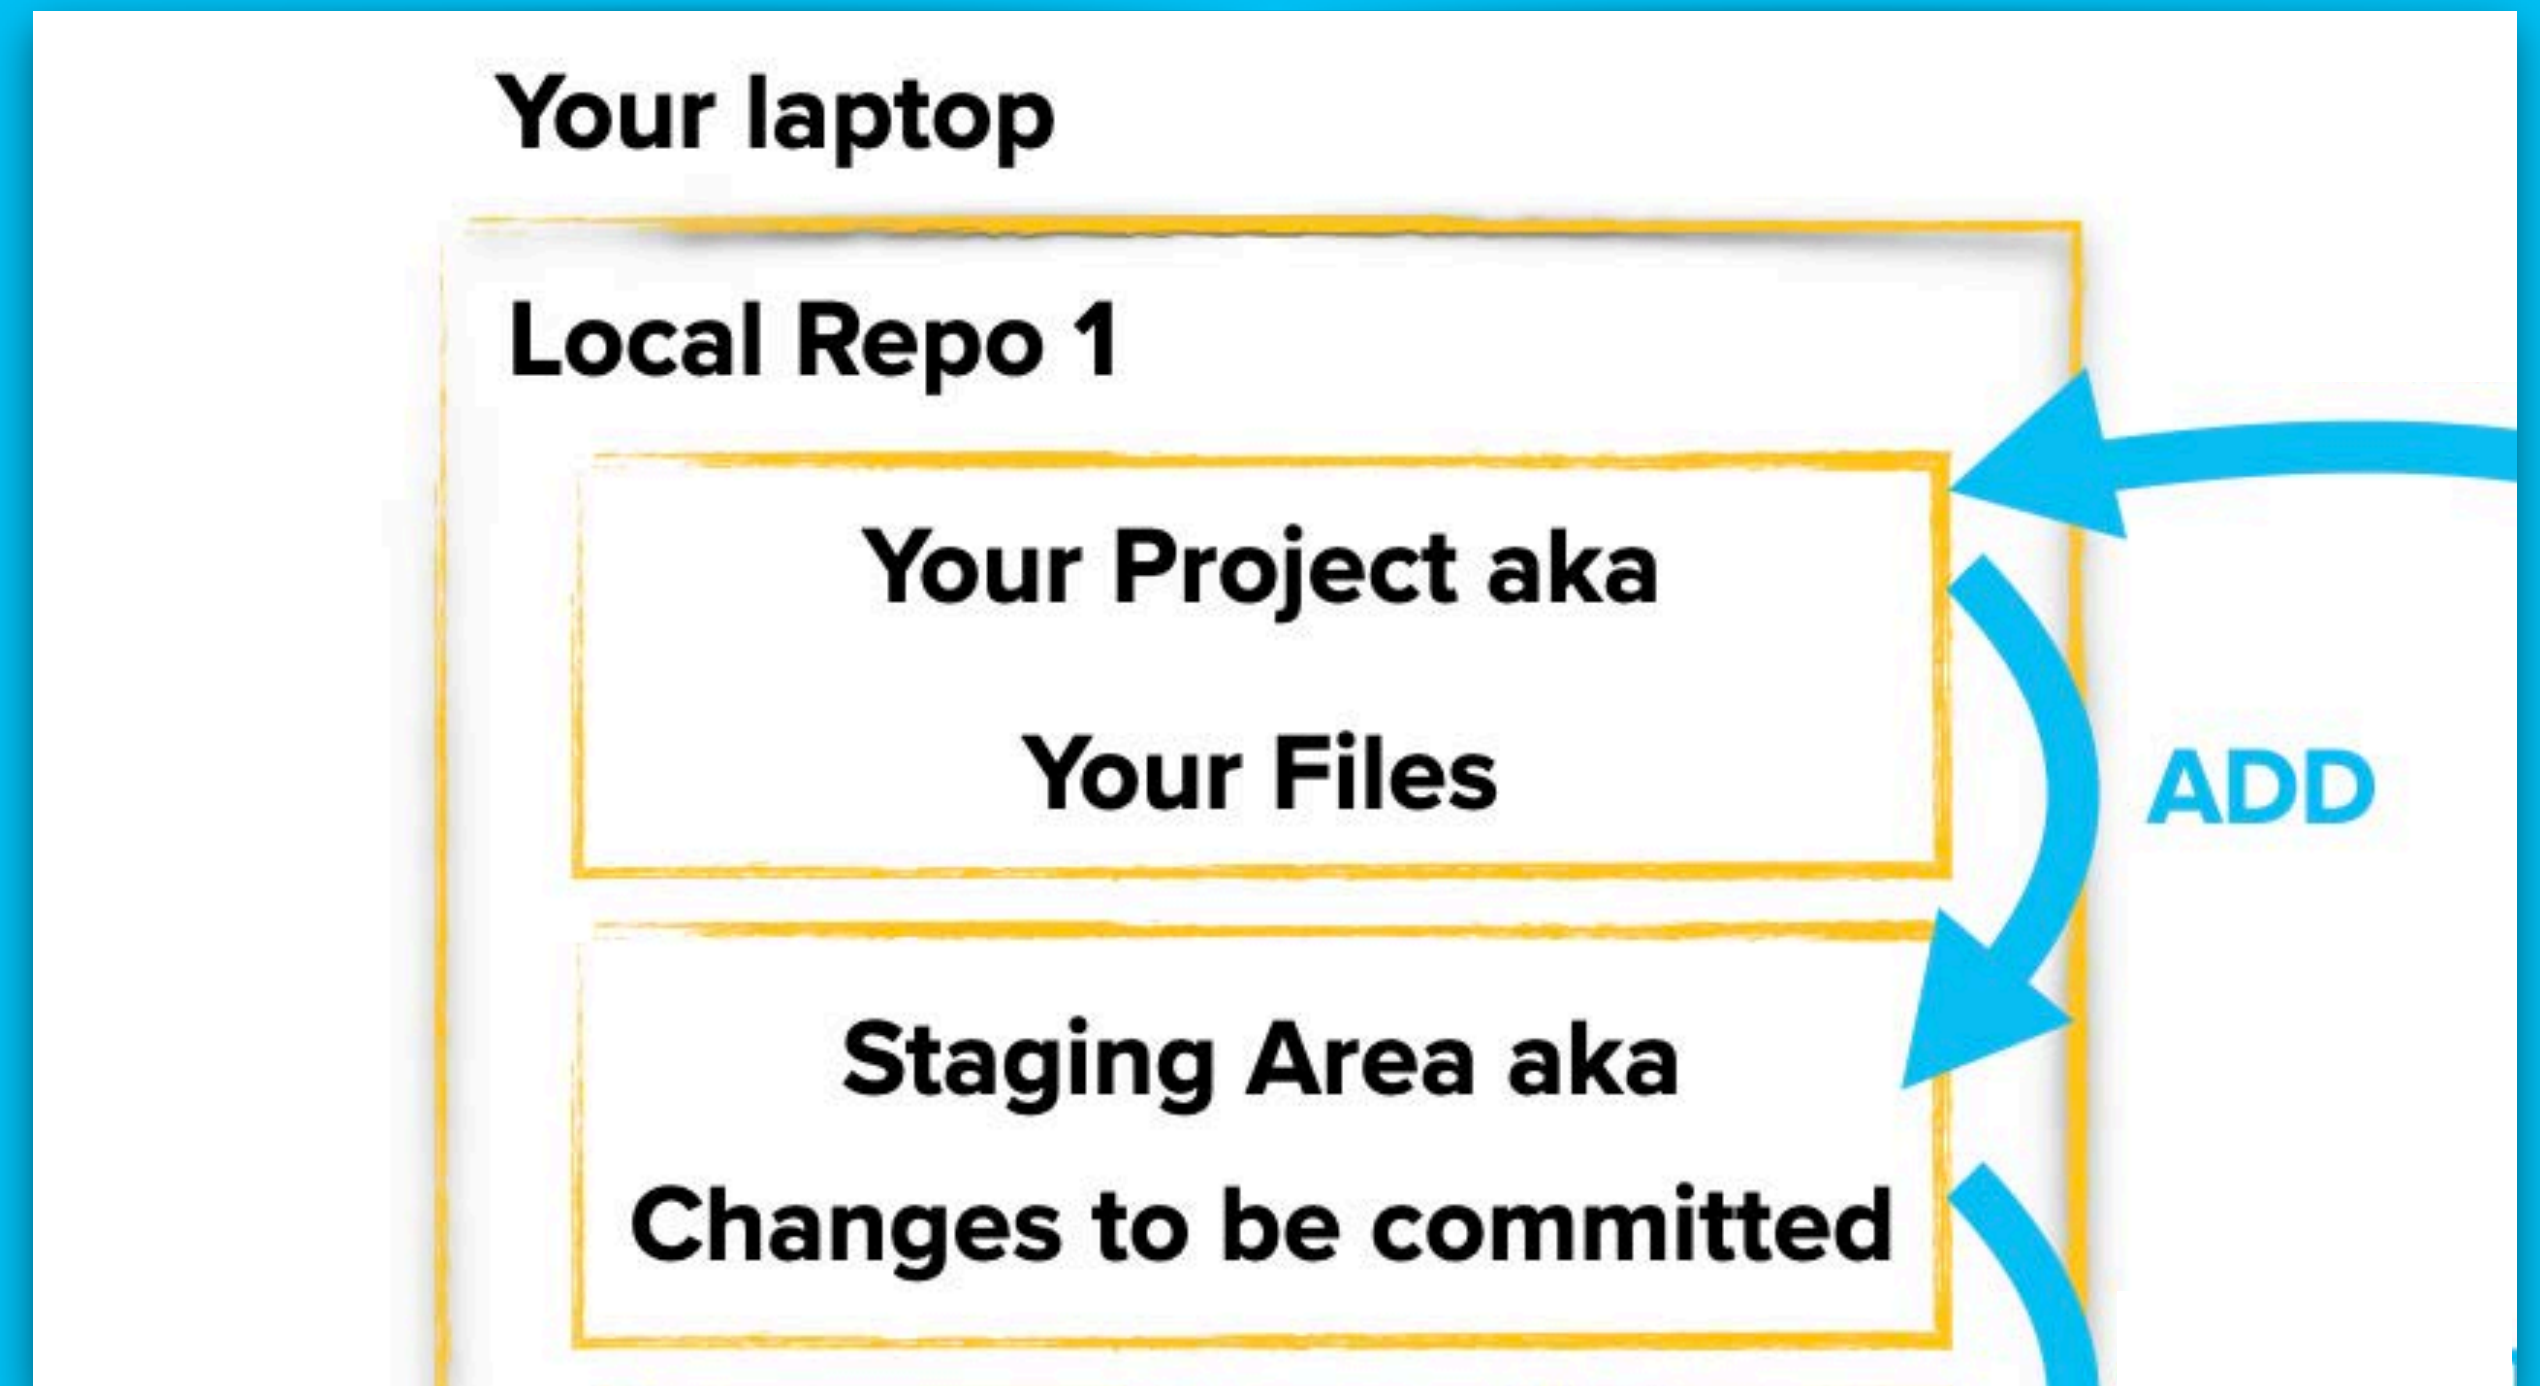 Your laptop
Local Repo 1
Your Project aka
Your Files
ADD
Staging Area aka
Changes to be committed